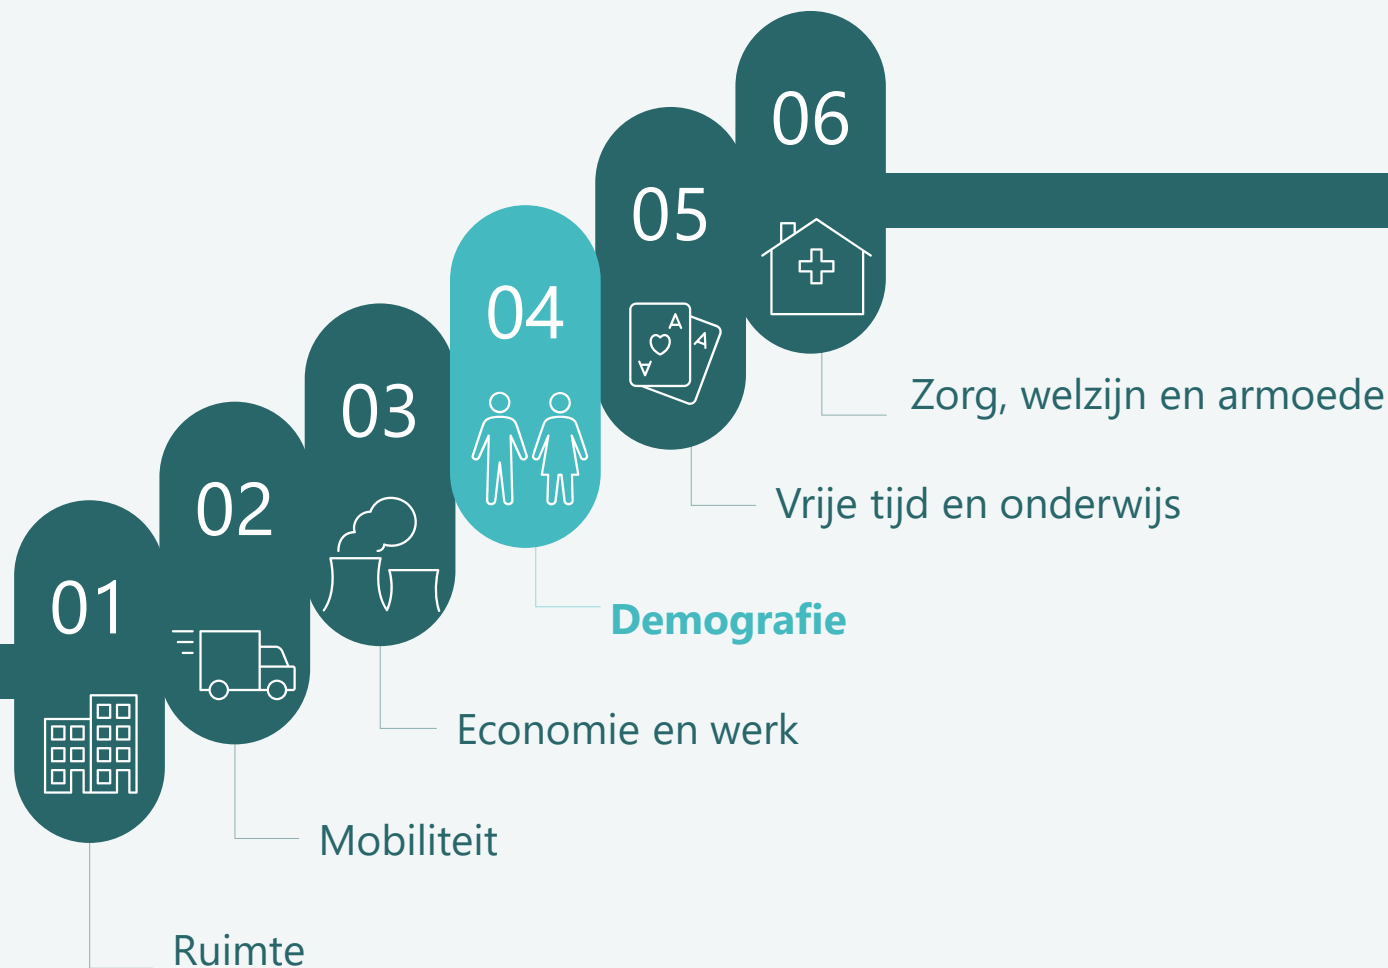 06
05
04
03
02
01
Zorg, welzijn en armoede
Vrije tijd en onderwijs
Demografie
Economie en werk
Mobiliteit
Ruimte
A
A
A
A